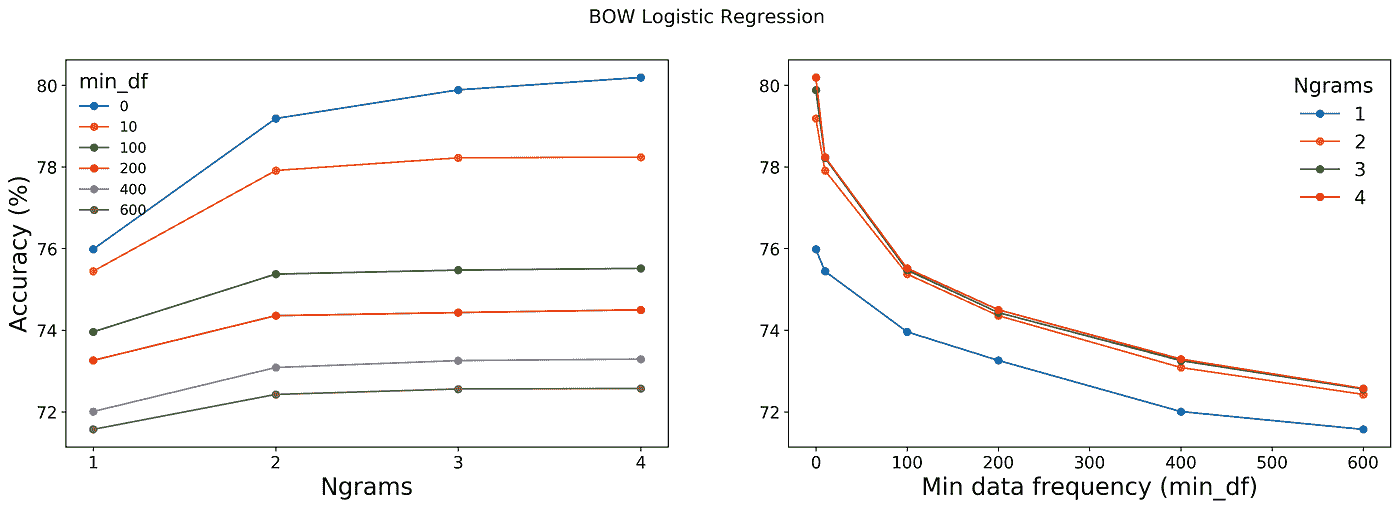 BOW Logistic Regression
min_df
0
10
100
200
400
600
80
78
76
74
72
Accuracy (%)
1 2 3 4
Ngrams
Ngrams
1
2
3
4
80
78
76
74
72
0 100 200 300 400 500 600
Min data frequency (min_df)